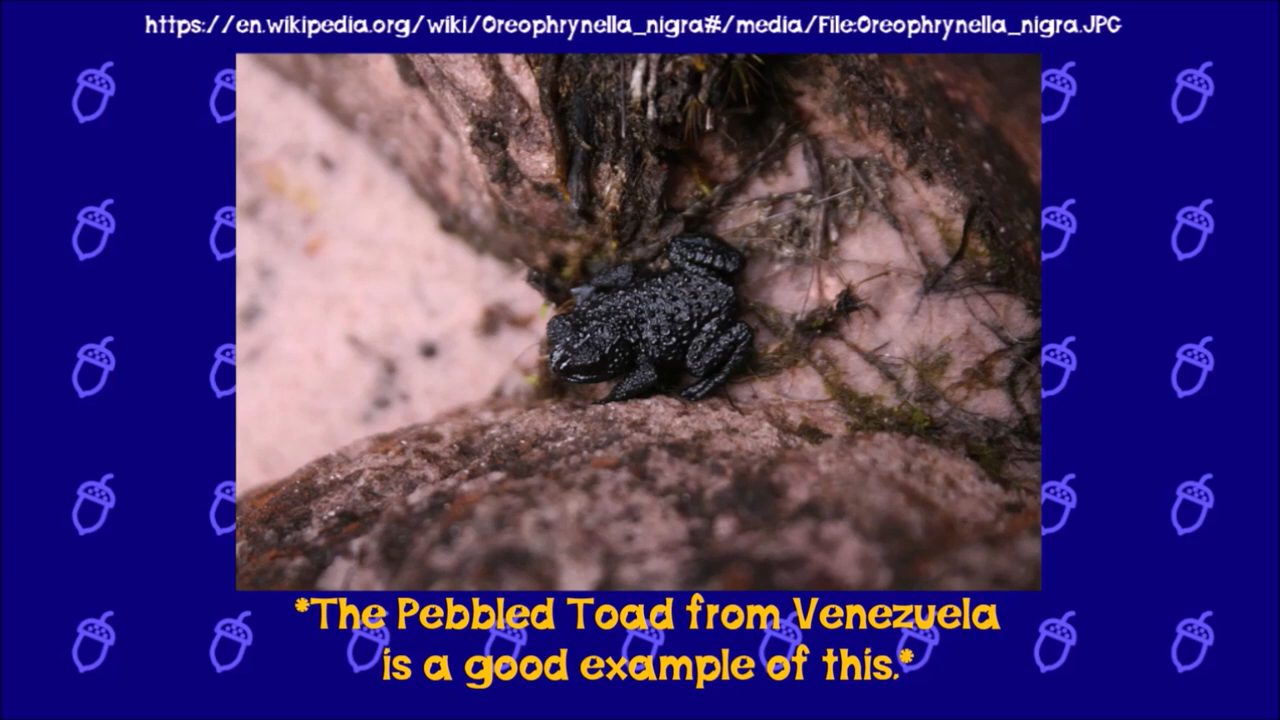 https://en.wikipedia.org/wiki/Oreophrynella_nigra#/media/File:Oreophrynella_nigra.JPG
*The Pebbled Toad from Venezuela
is a good example of this.*